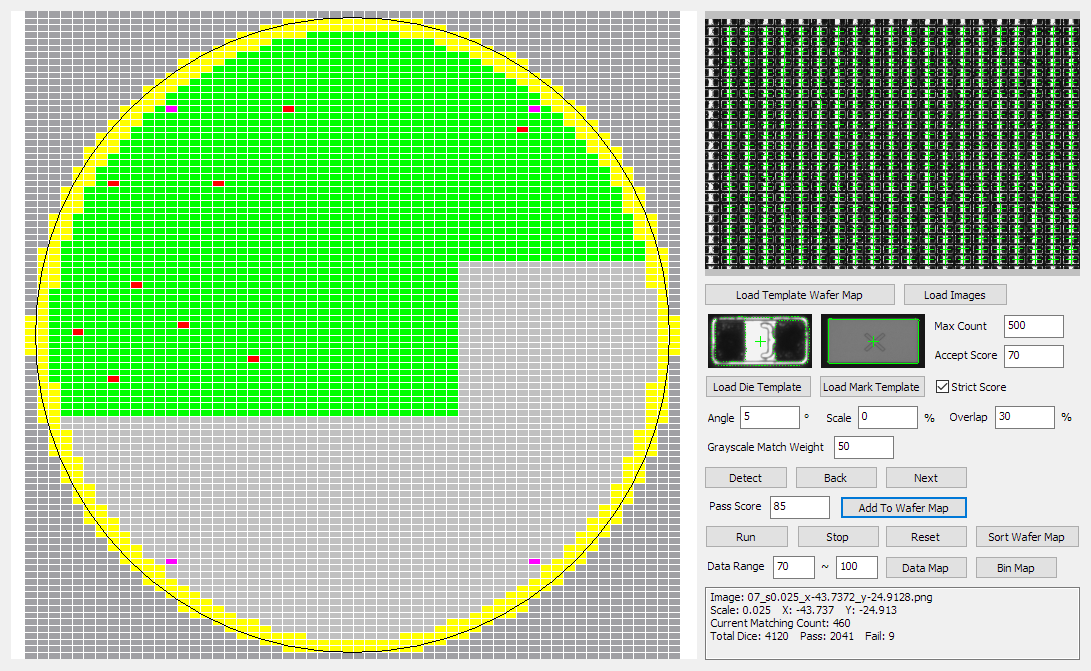 Load Template Wafer Map Load Images
Max Count 500
Accept Score 70
Load Die Template Load Mark Template Strict Score
Angle 5 ° Scale 0 % Overlap 30 %
Grayscale Match Weight 50
Detect Back Next
Pass Score 85 Add To Wafer Map
Run Stop Reset Sort Wafer Map
Data Range 70 ~ 100 Data Map Bin Map
Image: 07_s0.025_x-43.7372_y-24.9128.png
Scale: 0.025 X: -43.737 Y: -24.913
Current Matching Count: 460
Total Dice: 4120 Pass: 2041 Fail: 9